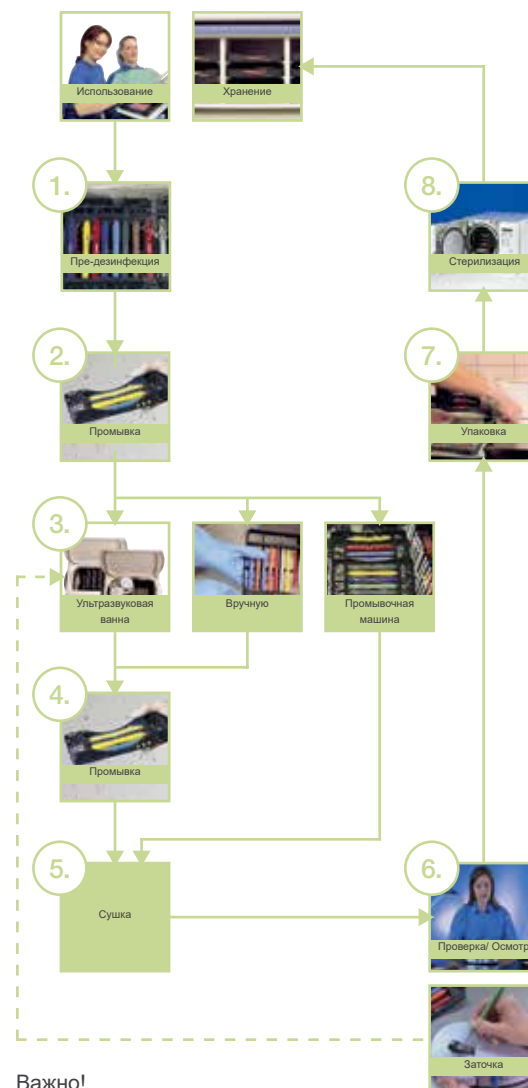 Использование
Хранение
1.
Пре-дезинфекция
8.
Стерилизация
2.
Промывка
7.
Упаковка
3.
Ультразвуковая
ванна
Вручную
Промывочная
машина
4.
Промывка
5.
Сушка
6.
Проверка/ Осмотр
Заточка
Важно!